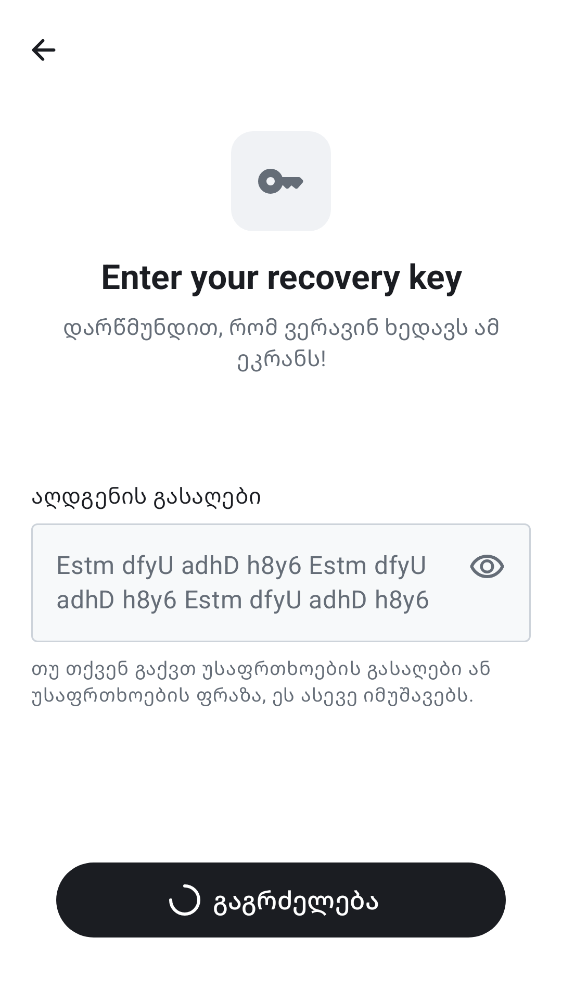 Enter your recovery key
დარწმუნდით, რომ ვერავინ ხედავს ამ
ეკრანს!
აღდგენის გასაღები
Estm dfyU adhD h8y6 Estm dfyU
adhD h8y6 Estm dfyU adhD h8y6
თუ თქვენ გაქვთ უსაფრთხოების გასაღები ან
უსაფრთხოების ფრაზა, ეს ასევე იმუშავებს.
გაგრძელება